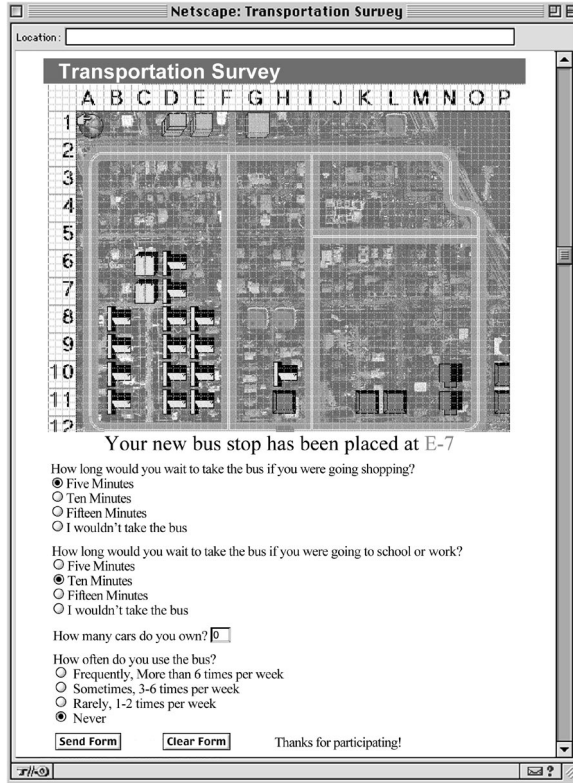 Netscape: Transportation Survey
Location:
Transportation Survey
A B C D E F G H I J K L M N O P
1
2
3
4
5
6
7
8
9
10
11
12
Your new bus stop has been placed at E-7
How long would you wait to take the bus if you were going shopping?
Five Minutes
Ten Minutes
Fifteen Minutes
I wouldn't take the bus
How long would you wait to take the bus if you were going to school or work?
Five Minutes
Ten Minutes
Fifteen Minutes
I wouldn't take the bus
How many cars do you own? 0
How often do you use the bus?
Frequently, More than 6 times per week
Sometimes, 3-6 times per week
Rarely, 1-2 times per week
Never
Send Form Clear Form Thanks for participating!
?